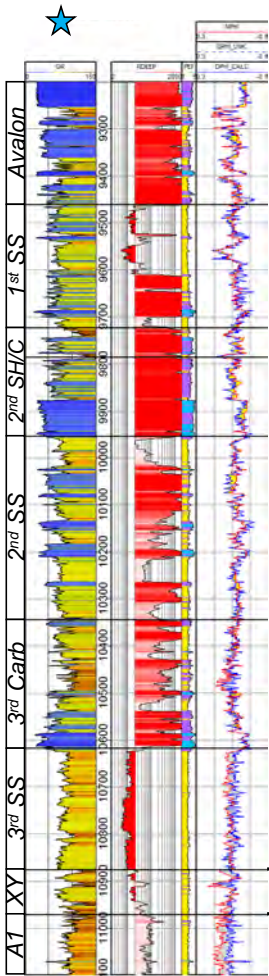 NPHI
GR
RDEEP
PEF
DPHI_CALC
Avalon
9300
9400
1st SS
9500
9600
9700
2nd SH/C
9800
9900
2nd SS
10000
10100
10200
10300
3rd Carb
10400
10500
10600
3rd SS
10700
10800
XY
10900
A1
11000